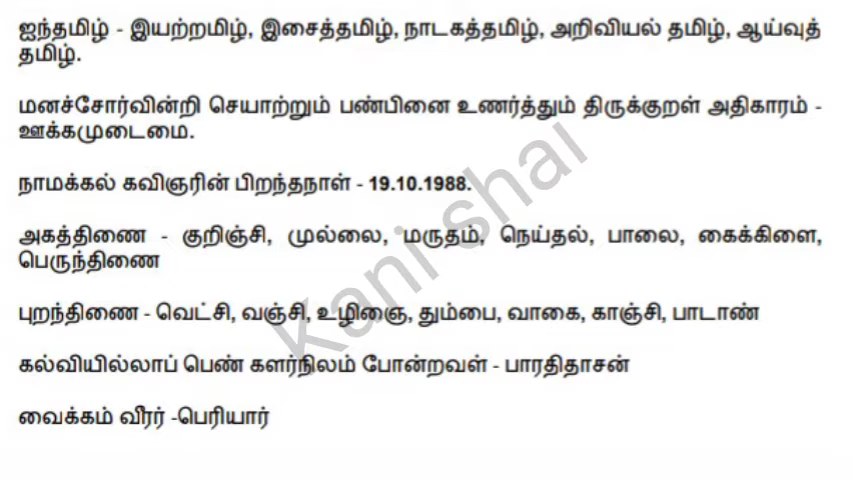 ஐந்தமிழ் - இயற்றமிழ், இசைத்தமிழ், நாடகத்தமிழ், அறிவியல் தமிழ், ஆய்வுத்
தமிழ்.
மனச்சோர்வின்றி செயாற்றும் பண்பினை உணர்த்தும் திருக்குறள் அதிகாரம் -
ஊக்கமுடைமை.
நாமக்கல் கவிஞரின் பிறந்தநாள் - 19.10.1988.
அகத்திணை - குறிஞ்சி, முல்லை, மருதம், நெய்தல், பாலை, கைக்கிளை,
பெருந்திணை
புறந்திணை - வெட்சி, வஞ்சி, உழிஞை, தும்பை, வாகை, காஞ்சி, பாடாண்
கல்வியில்லாப் பெண் களர்நிலம் போன்றவள் - பாரதிதாசன்
வைக்கம் வீரர் -பெரியார்
Kani shai